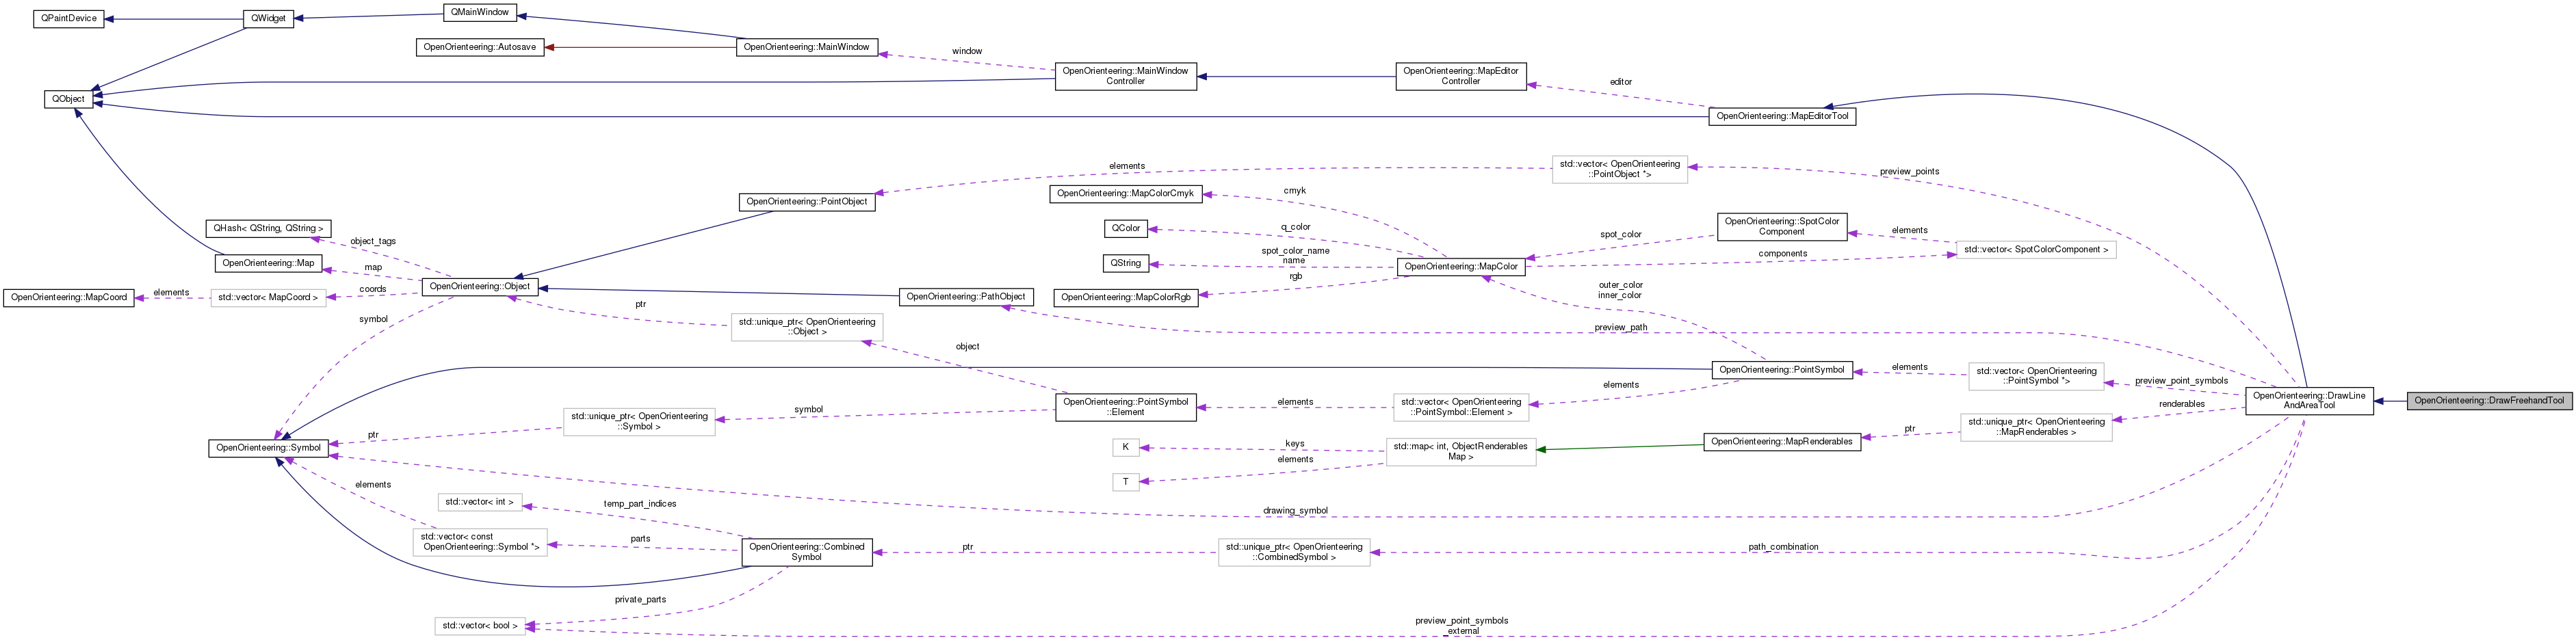 QPaintDevice
QWidget
QMainWindow
OpenOrienteering::Autosave
OpenOrienteering::MainWindow
window
QObject
OpenOrienteering::MainWindow
Controller
OpenOrienteering::MapEditor
Controller
editor
OpenOrienteering::MapEditorTool
elements
std::vector< OpenOrienteering
::PointObject *>
preview_points
OpenOrienteering::PointObject
OpenOrienteering::MapColorCmyk
cmyk
QHash< QString, QString >
object_tags
QColor
q_color
spot_color
OpenOrienteering::SpotColor
Component
elements
std::vector< SpotColorComponent >
OpenOrienteering::Map
map
QString
spot_color_name
name
OpenOrienteering::MapColor
components
rgb
OpenOrienteering::MapCoord
elements
std::vector< MapCoord >
coords
OpenOrienteering::Object
OpenOrienteering::PathObject
OpenOrienteering::MapColorRgb
outer_color
inner_color
ptr
symbol
std::unique_ptr< OpenOrienteering
::Object >
preview_path
object
OpenOrienteering::PointSymbol
elements
std::vector< OpenOrienteering
::PointSymbol *>
preview_point_symbols
elements
OpenOrienteering::PointSymbol
::Element
elements
std::vector< OpenOrienteering
::PointSymbol::Element >
OpenOrienteering::DrawLine
AndAreaTool
OpenOrienteering::DrawFreehandTool
renderables
symbol
std::unique_ptr< OpenOrienteering
::Symbol >
ptr
OpenOrienteering::Symbol
K
keys
std::map< int, ObjectRenderables
Map >
OpenOrienteering::MapRenderables
ptr
std::unique_ptr< OpenOrienteering
::MapRenderables >
elements
T
elements
std::vector< int >
temp_part_indices
drawing_symbol
std::vector< const
OpenOrienteering::Symbol *>
parts
OpenOrienteering::Combined
Symbol
ptr
std::unique_ptr< OpenOrienteering
::CombinedSymbol >
path_combination
private_parts
std::vector< bool >
preview_point_symbols
_external